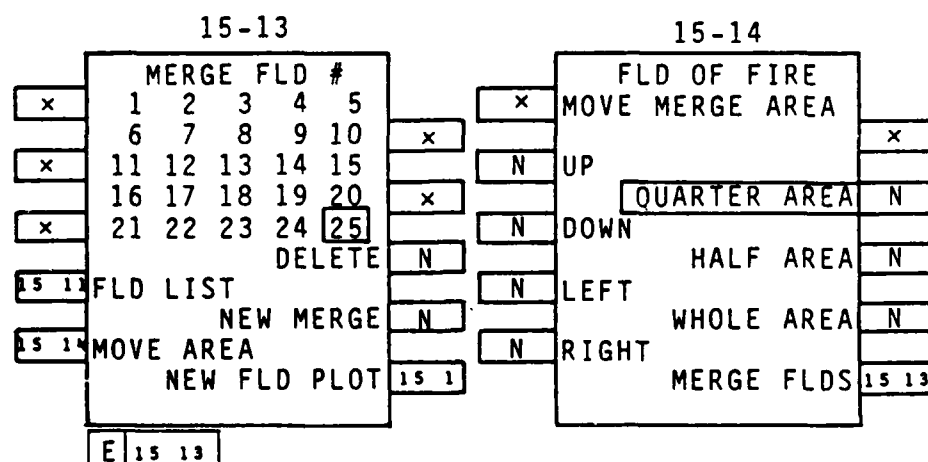 15-13
MERGE FLD #
× 1 2 3 4 5
6 7 8 9 10 ×
× 11 12 13 14 15
16 17 18 19 20 ×
× 21 22 23 24 25
DELETE N
15 11 FLD LIST
NEW MERGE N
15 14 MOVE AREA
NEW FLD PLOT 15 1
E 15 13
15-14
FLD OF FIRE
× MOVE MERGE AREA
×
N UP
QUARTER AREA N
N DOWN
HALF AREA N
N LEFT
WHOLE AREA N
N RIGHT
MERGE FLDS 15 13